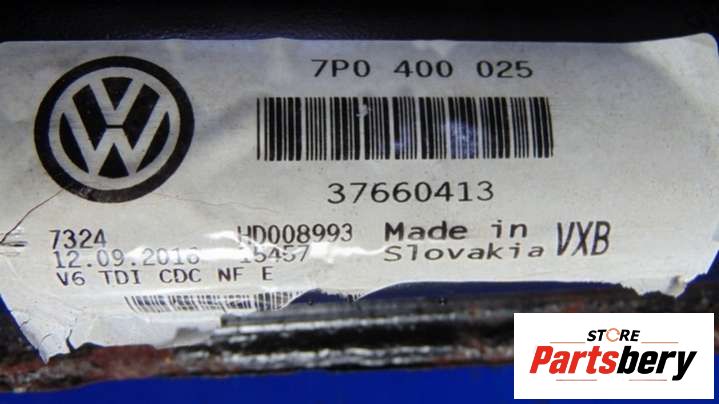 7P0 400 025
37660413
7324 HD008993 Made in VXB
12.09.2016 15457 Slovakia
V6 TDI CDC NF E
STORE
Partsbery